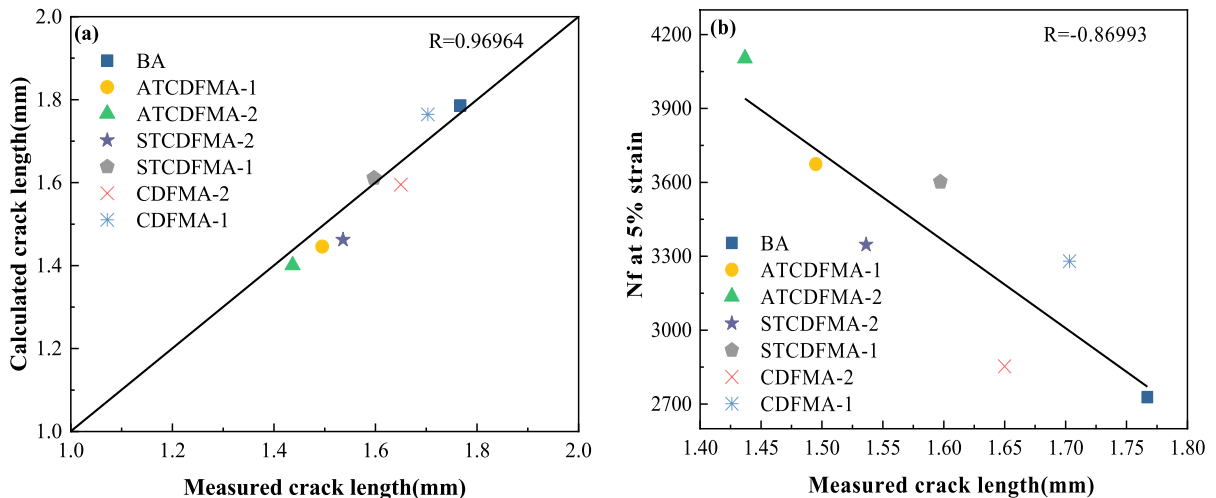 (a)
R=0.96964
BA
ATCDFMA-1
ATCDFMA-2
STCDFMA-2
STCDFMA-1
CDFMA-2
CDFMA-1
Calculated crack length(mm)
2.0
1.8
1.6
1.4
1.2
1.0
1.0 1.2 1.4 1.6 1.8 2.0
Measured crack length(mm)
(b)
R=-0.86993
Nf at 5% strain
4200
3900
3600
3300
3000
2700
BA
ATCDFMA-1
ATCDFMA-2
STCDFMA-2
STCDFMA-1
CDFMA-2
CDFMA-1
1.40 1.45 1.50 1.55 1.60 1.65 1.70 1.75 1.80
Measured crack length(mm)